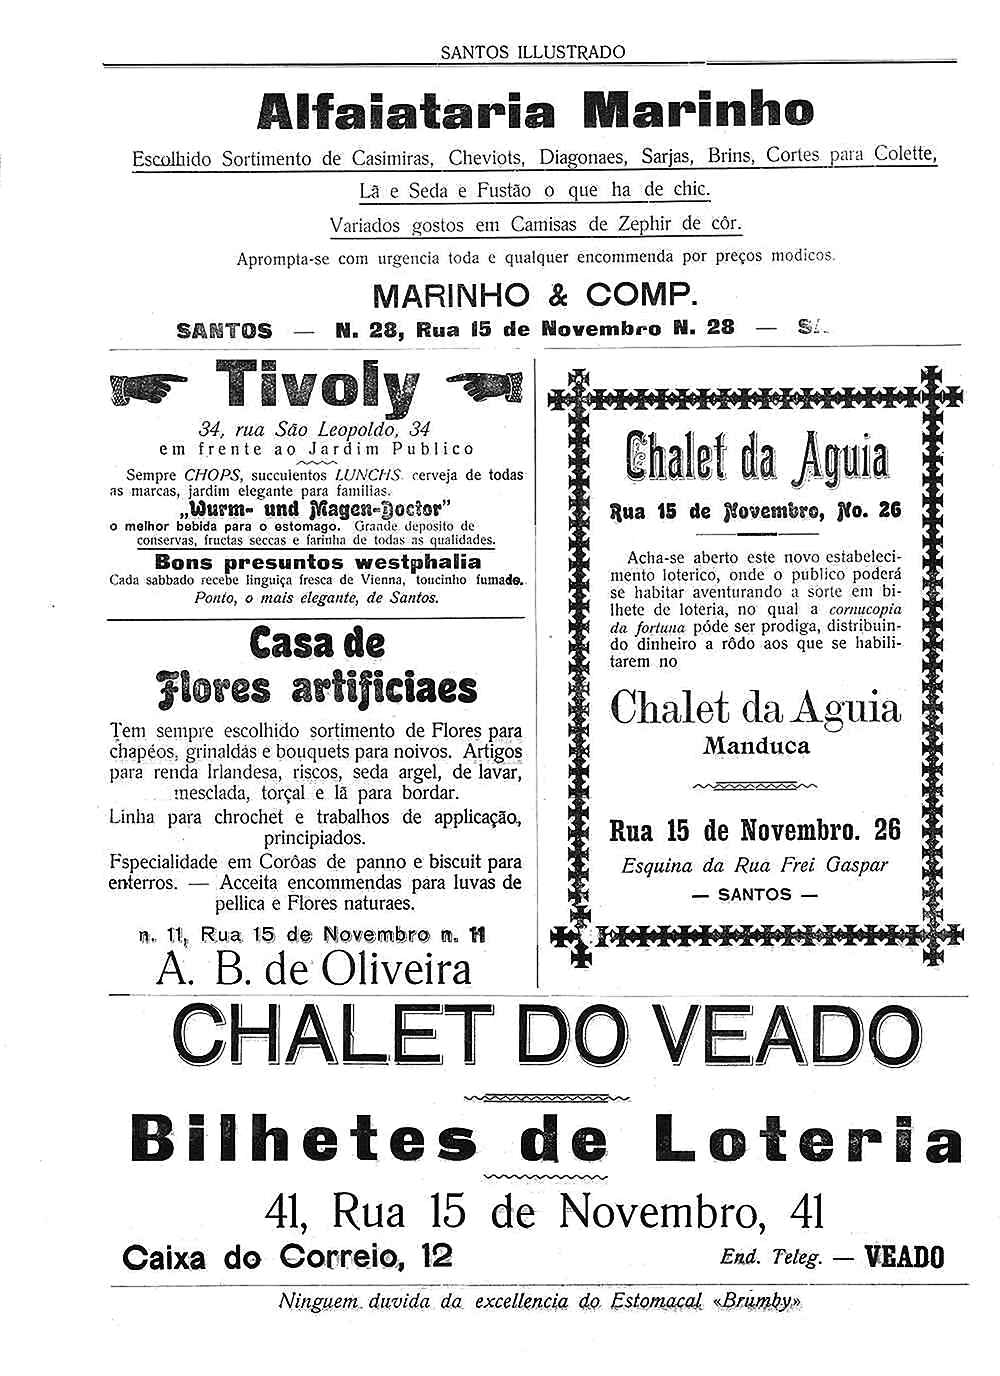 SANTOS ILLUSTRADO
Alfaiataria Marinho
Escolhido Sortimento de Casimiras, Cheviots, Diagonaes, Sarjas, Brins, Cortes para Colette,
Lã e Seda e Fustão o que ha de chic.
Variados gostos em Camisas de Zephir de côr.
Aprompta-se com urgencia toda e qualquer encommenda por preços modicos.
MARINHO & COMP.
SANTOS — N. 28, Rua 15 de Novembro N. 28 —
Tivoly
34, rua São Leopoldo, 34
em frente ao Jardim Publico
Sempre CHOPS, succulentos LUNCHS cerveja de todas
as marcas, jardim elegante para familias.
„Wurm- und Magen-Doctor"
o melhor bebida para o estomago. Grande deposito de
conservas, fructas seccas e farinha de todas as qualidades.
Bons presuntos westphalia
Cada sabbado recebe linguiça fresca de Vienna, toucinho fumado.
Ponto, o mais elegante, de Santos.
Casa de
Flores artificiaes
Tem sempre escolhido sortimento de Flores para
chapéos, grinaldas e bouquets para noivos. Artigos
para renda Irlandesa, riscos, seda argel, de lavar,
mesclada, torçal e lã para bordar.
Linha para chrochet e trabalhos de applicação,
principiados.
Especialidade em Corôas de panno e biscuit para
enterros. — Acceita encommendas para luvas de
pellica e Flores naturaes.
n. 11, Rua 15 de Novembro n. 11
A. B. de Oliveira
Chalet da Aguia
Rua 15 de Novembro, No. 26
Acha-se aberto este novo estabeleci-
mento loterico, onde o publico poderá
se habitar aventurando a sorte em bi-
lhete de loteria, no qual a cornucopia
da fortuna póde ser prodiga, distribuin-
do dinheiro a rôdo aos que se habili-
tarem no
Chalet da Aguia
Manduca
Rua 15 de Novembro. 26
Esquina da Rua Frei Gaspar
— SANTOS —
CHALET DO VEADO
Bilhetes de Loteria
41, Rua 15 de Novembro, 41
Caixa do Correio, 12 End. Teleg. — VEADO
Ninguem duvida da excellencia do Estomacal «Brumby»